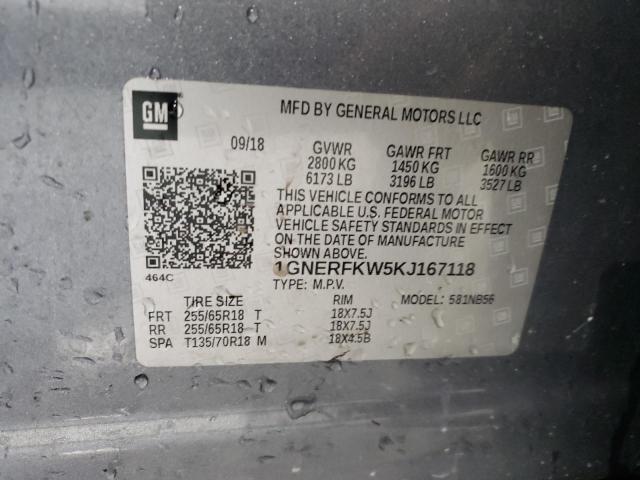 GM
MFD BY GENERAL MOTORS LLC
09/18 GVWR GAWR FRT GAWR RR
2800 KG 1450 KG 1600 KG
6173 LB 3196 LB 3527 LB
THIS VEHICLE CONFORMS TO ALL
APPLICABLE U.S. FEDERAL MOTOR
VEHICLE SAFETY STANDARDS IN EFFECT
ON THE DATE OF MANUFACTURE
SHOWN ABOVE.
1GNERFKW5KJ167118
464C
TYPE: M.P.V. MODEL: 581NB56
TIRE SIZE RIM
FRT 255/65R18 T 18X7.5J
RR 255/65R18 T 18X7.5J
SPA T135/70R18 M 18X4.5B